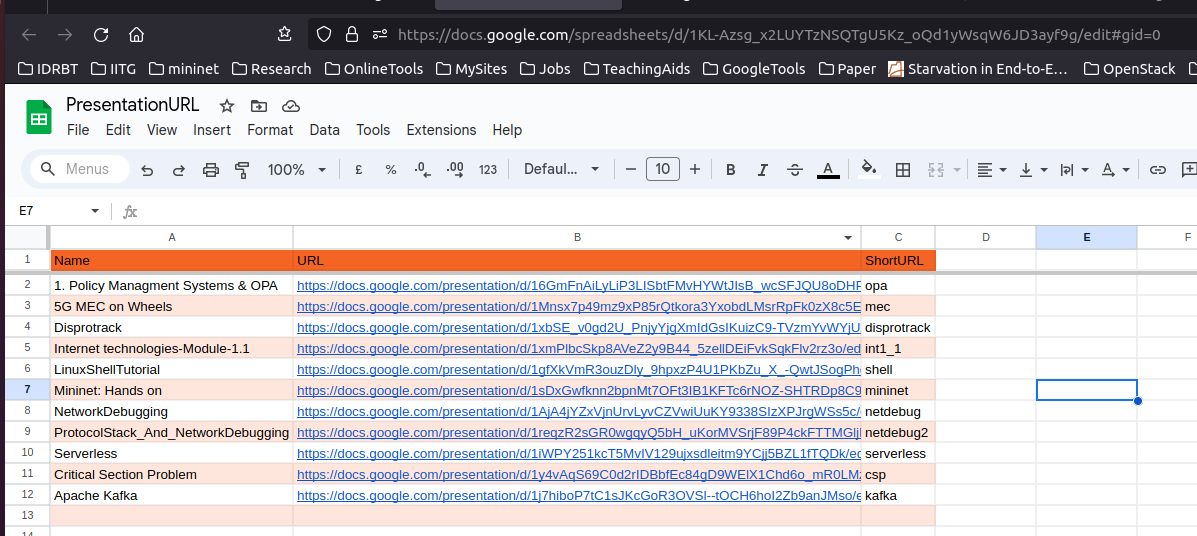 https://docs.google.com/spreadsheets/d/1KL-Azsg_x2LUYTzNSQTgU5Kz_oQd1yWsqW6JD3ayf9g/edit#gid=0
IDRBT IITG mininet Research OnlineTools MySites Jobs TeachingAids GoogleTools Paper Starvation in End-to-E… OpenStack
PresentationURL
File Edit View Insert Format Data Tools Extensions Help
Menus 100% £ % .0 .00 123 Defaul... − 10 + B I S A
E7 fx
A B C D E F
1 Name URL ShortURL
2 1. Policy Managment Systems & OPA https://docs.google.com/presentation/d/16GmFnAiLyLiP3LISbtFMvHYWtJIsB_wcSFJQU8oDHF opa
3 5G MEC on Wheels https://docs.google.com/presentation/d/1Mnsx7p49mz9xP85rQtkora3YxobdLMsrRpFk0zX8c5E mec
4 Disprotrack https://docs.google.com/presentation/d/1xbSE_v0gd2U_PnjyYjgXmIdGsIKuizC9-TVzmYvWYjU disprotrack
5 Internet technologies-Module-1.1 https://docs.google.com/presentation/d/1xmPlbcSkp8AVeZ2y9B44_5zellDEiFvkSqkFlv2rz3o/ed int1_1
6 LinuxShellTutorial https://docs.google.com/presentation/d/1gfXkVmR3ouzDly_9hpxzP4U1PKbZu_X_-QwtJSogPh shell
7 Mininet: Hands on https://docs.google.com/presentation/d/1sDxGwfknn2bpnMt7OFt3IB1KFTc6rNOZ-SHTRDp8C9 mininet
8 NetworkDebugging https://docs.google.com/presentation/d/1AjA4jYZxVjnUrvLyvCZVwiUuKY9338SIzXPJrgWSs5c/ netdebug
9 ProtocolStack_And_NetworkDebugging https://docs.google.com/presentation/d/1reqzR2sGR0wgqyQ5bH_uKorMVSrjF89P4ckFTTMGlj netdebug2
10 Serverless https://docs.google.com/presentation/d/1iWPY251kcT5MvIV129ujxsdleitm9YCjj5BZL1fTQDk/ed serverless
11 Critical Section Problem https://docs.google.com/presentation/d/1y4vAqS69C0d2rIDBbfEc84gD9WElX1Chd6o_mR0LM csp
12 Apache Kafka https://docs.google.com/presentation/d/1j7hiboP7tC1sJKcGoR3OVSl--tOCH6hoI2Zb9anJMso/e kafka
13
14